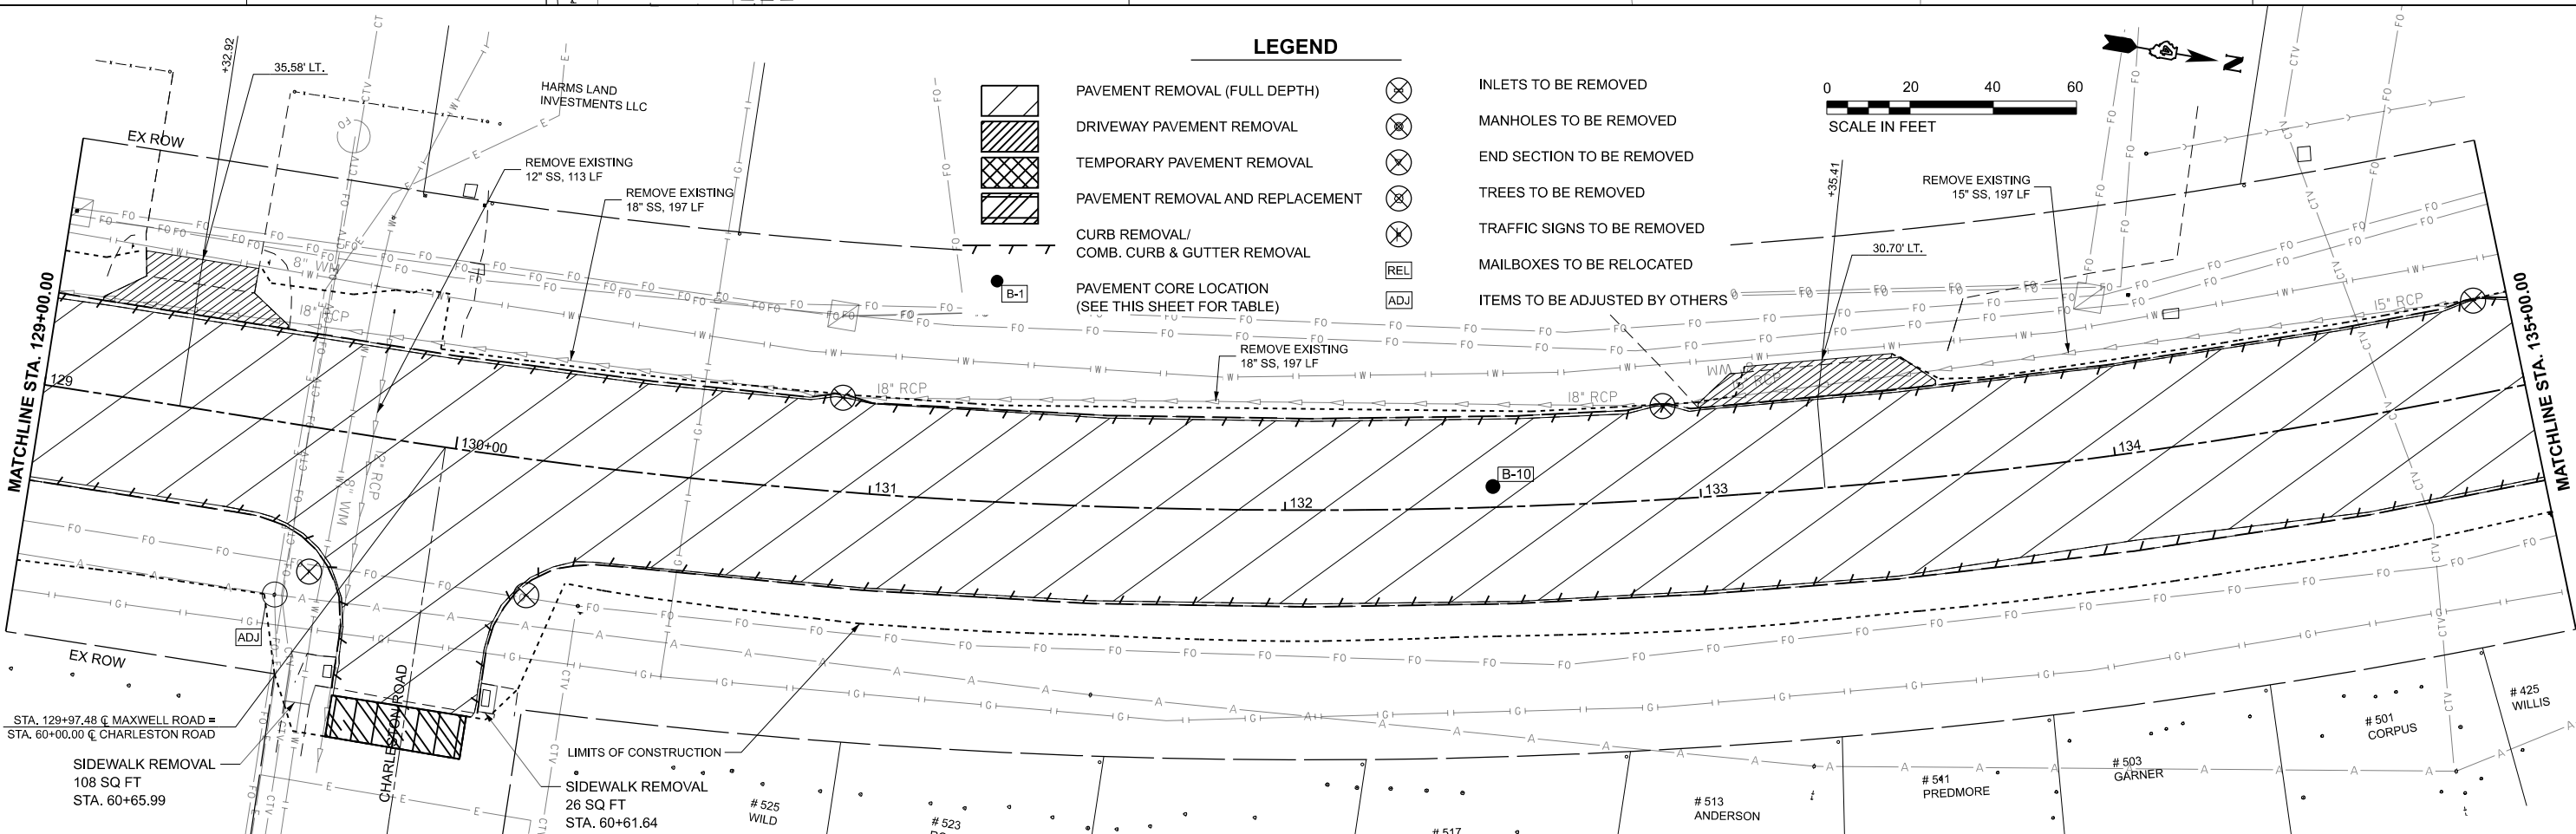 LEGEND
PAVEMENT REMOVAL (FULL DEPTH)
DRIVEWAY PAVEMENT REMOVAL
TEMPORARY PAVEMENT REMOVAL
PAVEMENT REMOVAL AND REPLACEMENT
CURB REMOVAL/
COMB. CURB & GUTTER REMOVAL
B-1
PAVEMENT CORE LOCATION
(SEE THIS SHEET FOR TABLE)
INLETS TO BE REMOVED
MANHOLES TO BE REMOVED
END SECTION TO BE REMOVED
TREES TO BE REMOVED
TRAFFIC SIGNS TO BE REMOVED
REL
MAILBOXES TO BE RELOCATED
ADJ
ITEMS TO BE ADJUSTED BY OTHERS
0 20 40 60
SCALE IN FEET
N
+32.92
35.58' LT.
HARMS LAND
INVESTMENTS LLC
EX ROW
REMOVE EXISTING
12" SS, 113 LF
REMOVE EXISTING
18" SS, 197 LF
REMOVE EXISTING
18" SS, 197 LF
+35.41
30.70' LT.
REMOVE EXISTING
15" SS, 197 LF
MATCHLINE STA. 129+00.00
MATCHLINE STA. 135+00.00
8" WM
18" RCP
18" RCP
18" RCP
WM
RCP
15" RCP
12" RCP
8" WM
129
130+00
131
132
133
134
B-10
ADJ
EX ROW
STA. 129+97.48 ℄ MAXWELL ROAD =
STA. 60+00.00 ℄ CHARLESTON ROAD
SIDEWALK REMOVAL
108 SQ FT
STA. 60+65.99
CHARLESTON ROAD
LIMITS OF CONSTRUCTION
SIDEWALK REMOVAL
26 SQ FT
STA. 60+61.64
# 525
WILD
# 523
# 517
# 513
ANDERSON
# 541
PREDMORE
# 503
GARNER
# 501
CORPUS
# 425
WILLIS